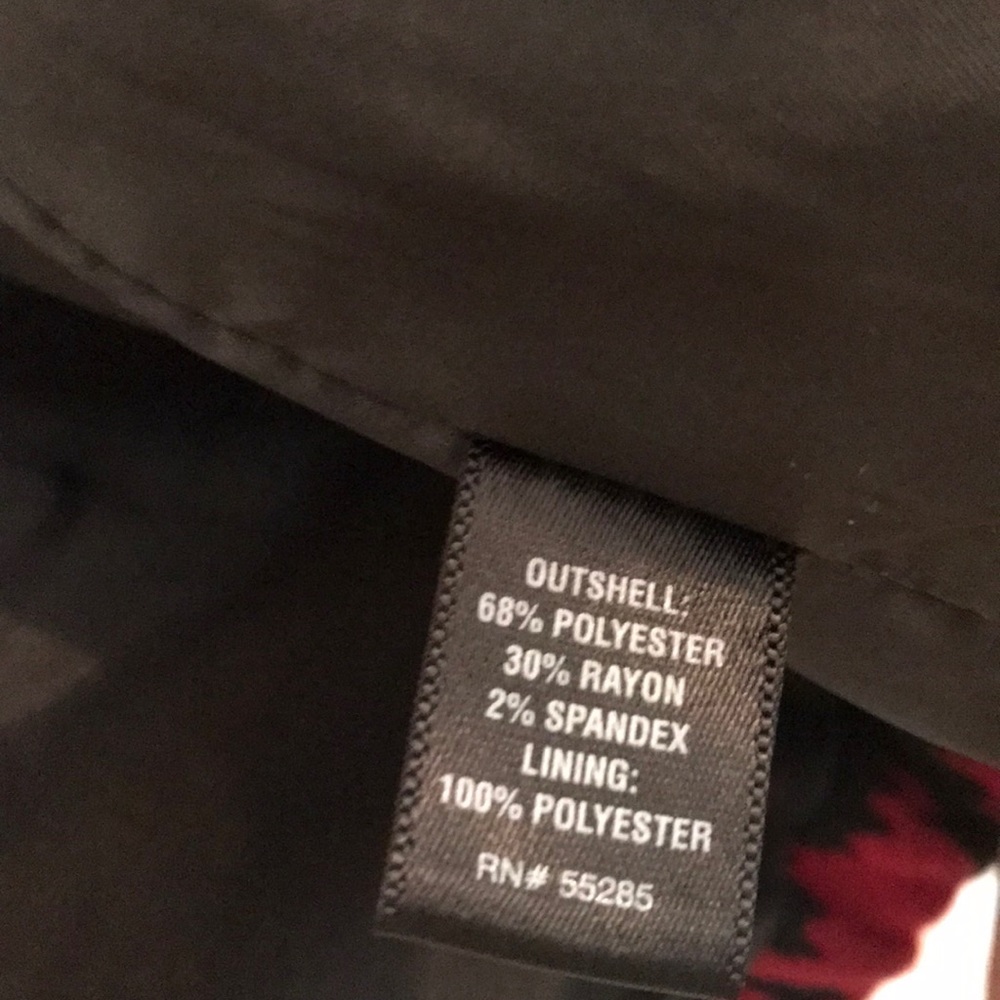 OUTSHELL:
68% POLYESTER
30% RAYON
2% SPANDEX
LINING:
100% POLYESTER
RN# 55285